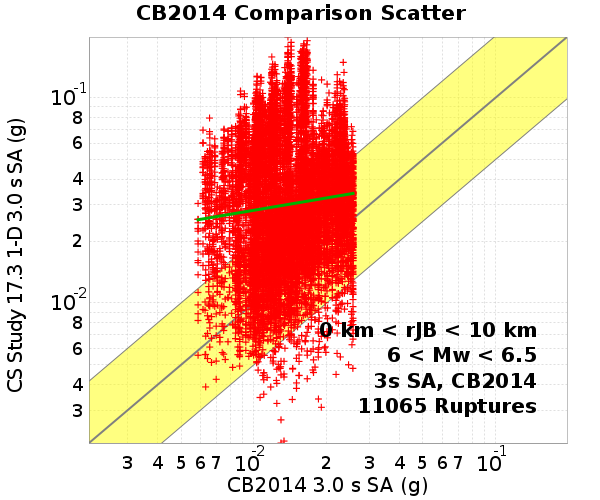 CB2014 Comparison Scatter
CS Study 17.3 1-D 3.0 s SA (g)
10-1
8
6
4
3
2
10-2
8
6
4
3
0 km < rJB < 10 km
6 < Mw < 6.5
3s SA, CB2014
11065 Ruptures
3 4 5 6 7 10-2 2 3 4 5 6 7 10-1
CB2014 3.0 s SA (g)